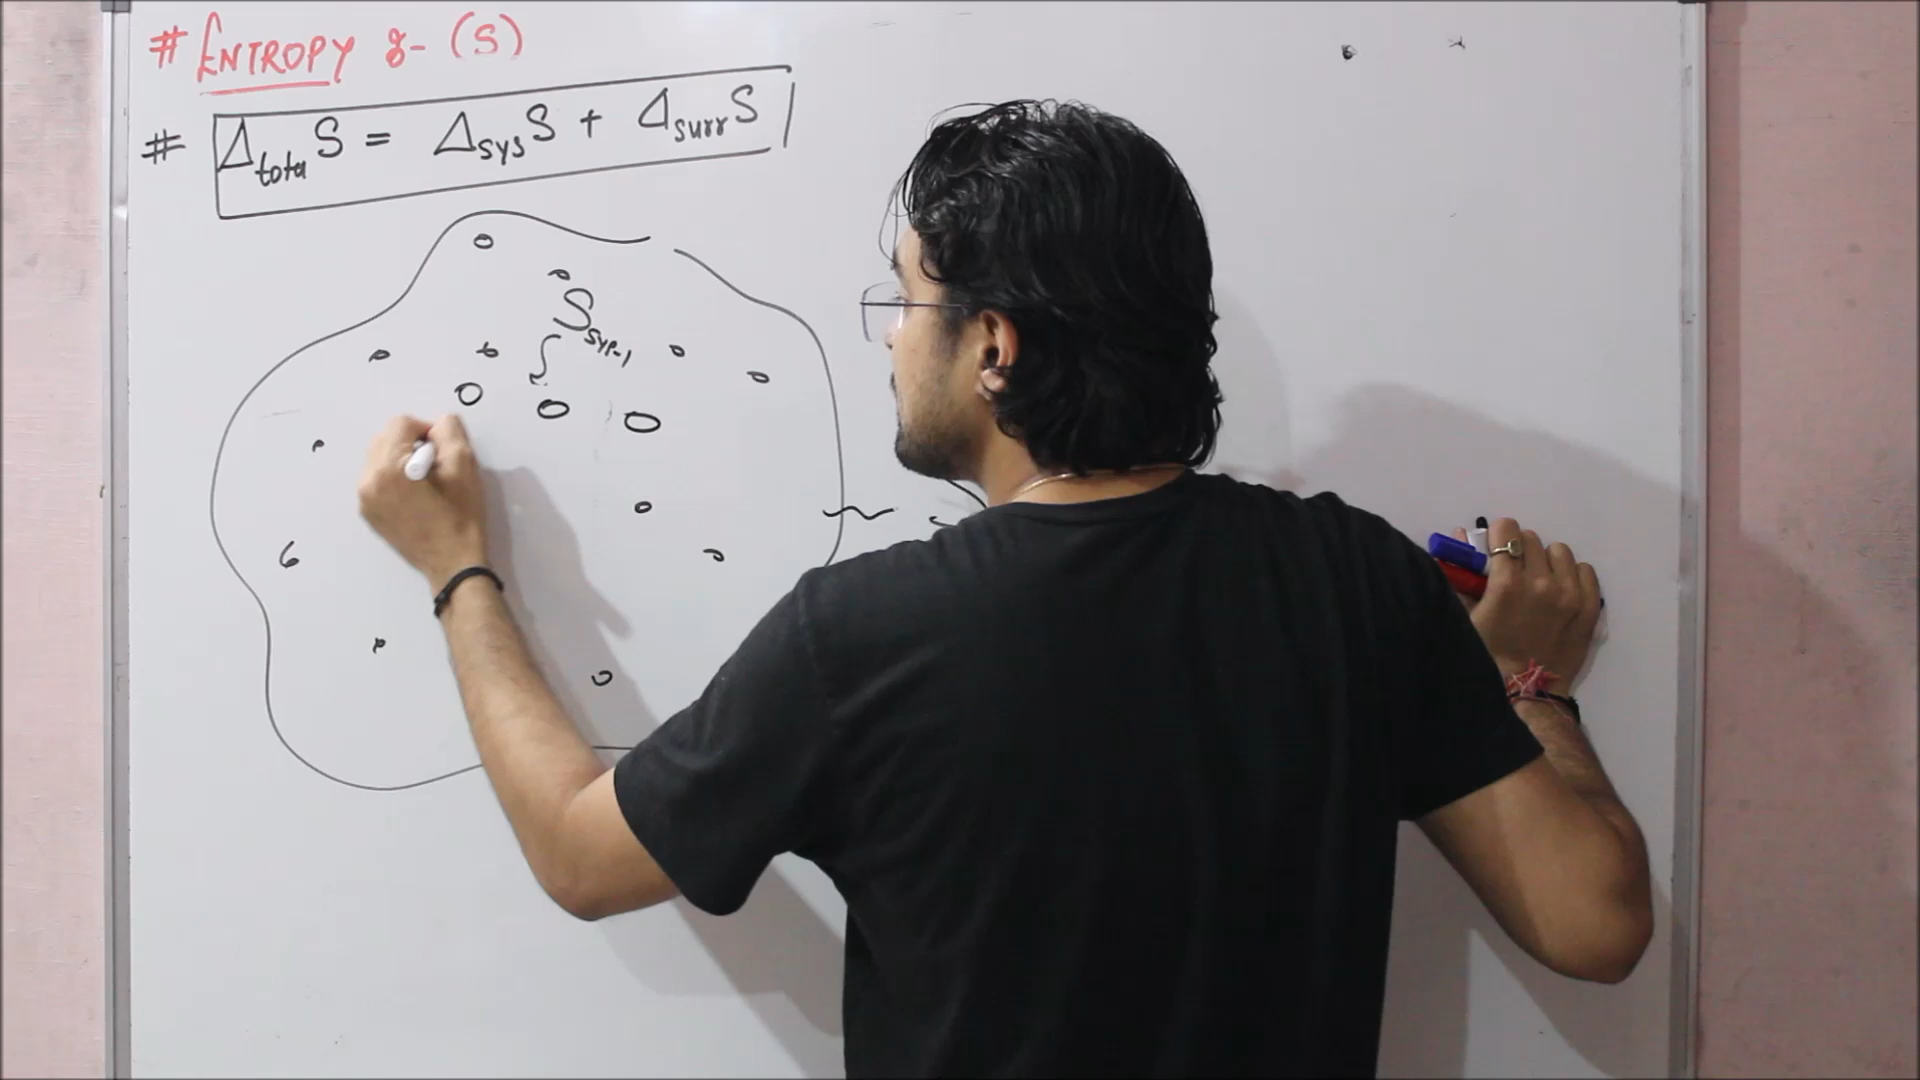 # ENTROPY :- (S)
# Δtotal S = Δsys S + Δsurr S
Ssys-1